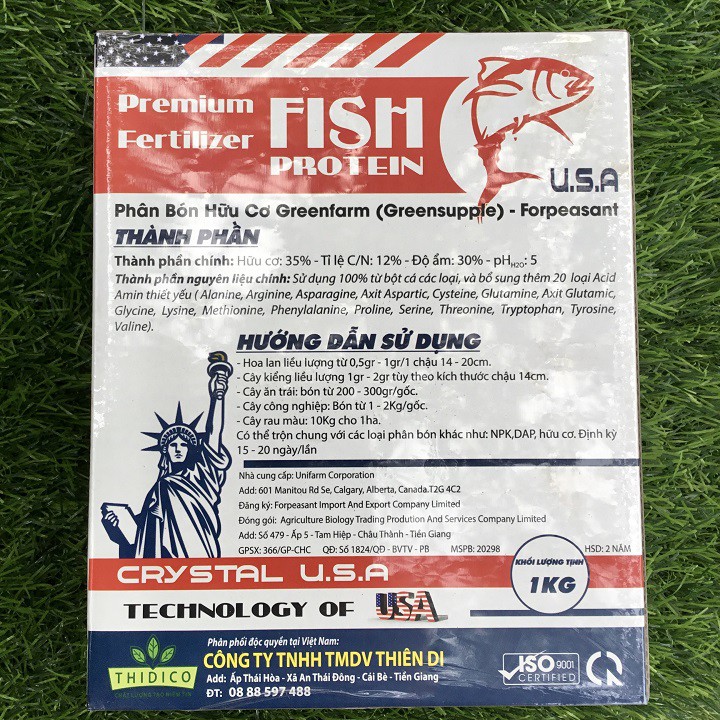 Premium
Fertilizer
FISH
PROTEIN
U.S.A
Phân Bón Hữu Cơ Greenfarm (Greensupple) - Forpeasant
THÀNH PHẦN
Thành phần chính: Hữu cơ: 35% - Tỉ lệ C/N: 12% - Độ ẩm: 30% - pHH2O: 5
Thành phần nguyên liệu chính: Sử dụng 100% từ bột cá các loại, và bổ sung thêm 20 loại Acid
Amin thiết yếu ( Alanine, Arginine, Asparagine, Axit Aspartic, Cysteine, Glutamine, Axit Glutamic,
Glycine, Lysine, Methionine, Phenylalanine, Proline, Serine, Threonine, Tryptophan, Tyrosine,
Valine).
HƯỚNG DẪN SỬ DỤNG
- Hoa lan liều lượng từ 0,5gr - 1gr/1 chậu 14 - 20cm.
- Cây kiểng liều lượng 1gr - 2gr tùy theo kích thước chậu 14cm.
- Cây ăn trái: bón từ 200 - 300gr/gốc.
- Cây công nghiệp: Bón từ 1 - 2Kg/gốc.
- Cây rau màu: 10Kg cho 1ha.
Có thể trộn chung với các loại phân bón khác như: NPK,DAP, hữu cơ. Định kỳ
15 - 20 ngày/lần
Nhà cung cấp: Unifarm Corporation
Add: 601 Manitou Rd Se, Calgary, Alberta, Canada.T2G 4C2
Đăng ký: Forpeasant Import And Export Company Limited
Đóng gói: Agriculture Biology Trading Prodution And Services Company Limited
Add: Số 479 - Ấp 5 - Tam Hiệp - Châu Thành - Tiền Giang
GPSX: 366/GP-CHC QĐ: Số 1824/QĐ - BVTV - PB MSPB: 20298 HSD: 2 NĂM
KHỐI LƯỢNG TỊNH
1KG
CRYSTAL U.S.A
TECHNOLOGY OF USA
Phân phối độc quyền tại Việt Nam:
CÔNG TY TNHH TMDV THIÊN DI
Add: Ấp Thái Hòa - Xã An Thái Đông - Cái Bè - Tiền Giang
ĐT: 08 88 597 488
THIDICO
ISO 9001
CERTIFIED